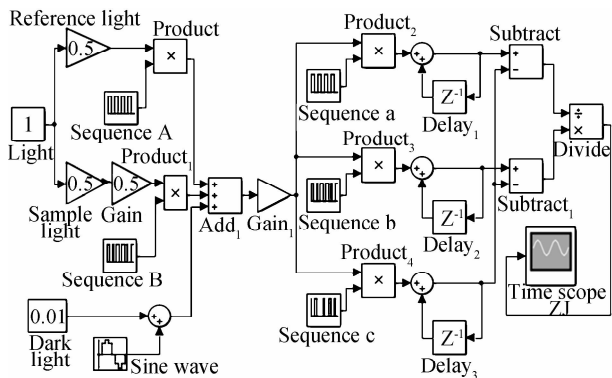 Reference light
Product
0.5
×
Sequence A
1
Light
0.5
0.5
Product1
×
Sample light
Gain
Sequence B
+
+
+
Add1
Gain1
0.01
Dark light
Sine wave
Product2
×
Sequence a
+
+
Z-1
Delay1
Product3
×
Sequence b
+
+
Z-1
Delay2
Product4
×
Sequence c
+
+
Z-1
Delay3
Subtract
+
−
÷
×
Divide
+
−
Subtract1
Time scope
ZJ